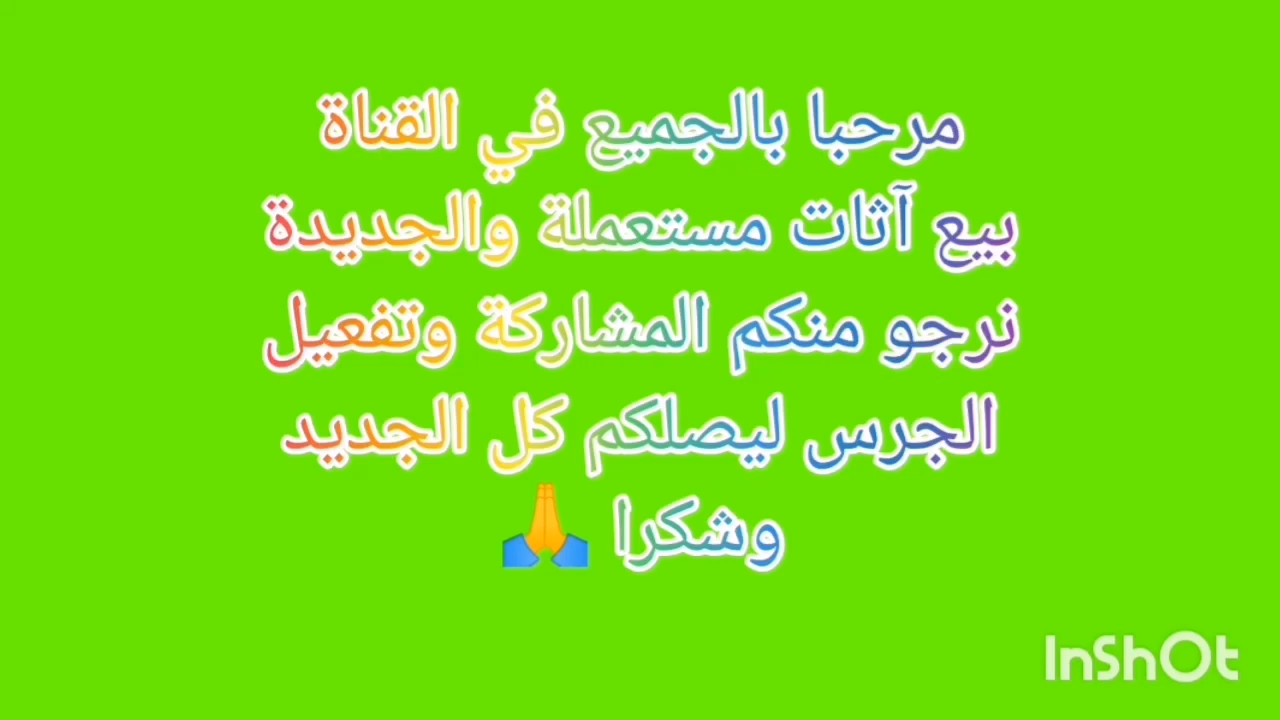 مرحبا بالجميع في القناة
بيع آثات مستعملة والجديدة
نرجو منكم المشاركة وتفعيل
الجرس ليصلكم كل الجديد
وشكرا 🙏
InShOt